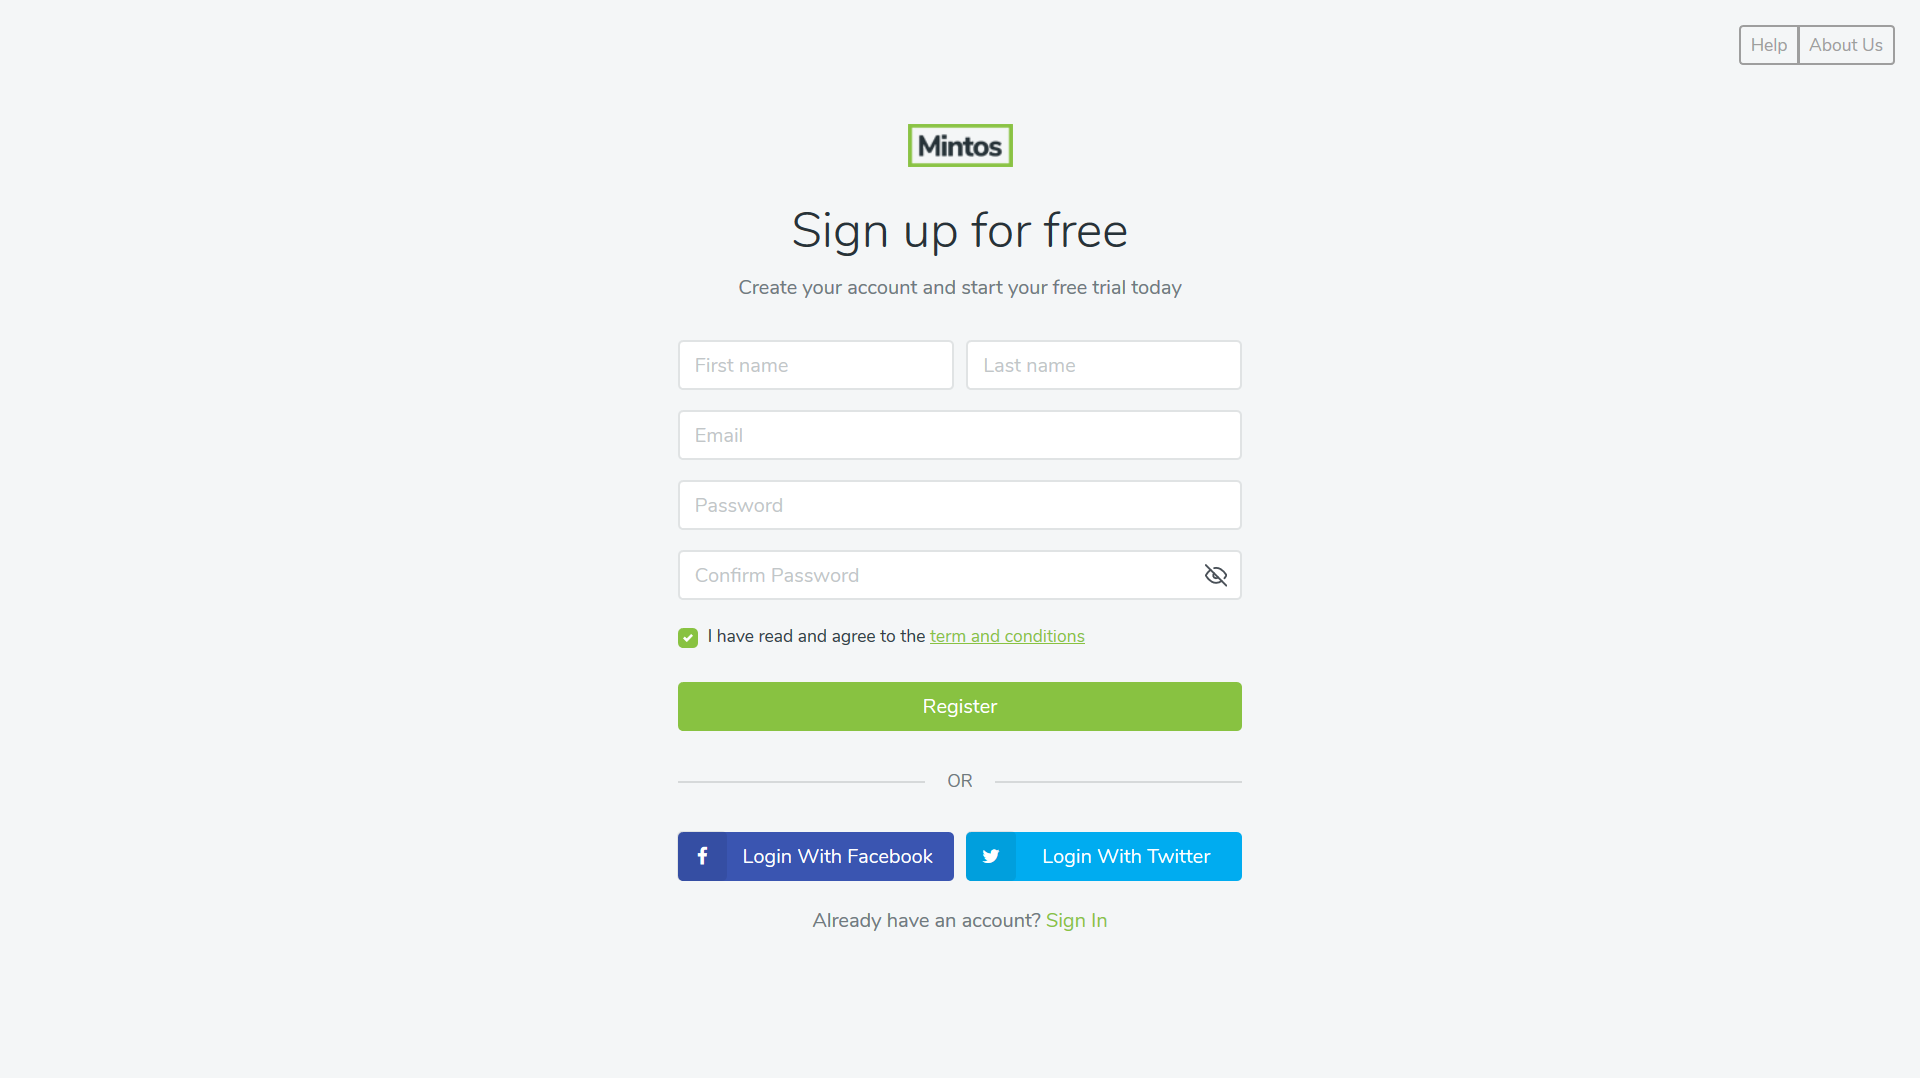 Help About Us
Mintos
Sign up for free
Create your account and start your free trial today
First name Last name
Email
Password
Confirm Password
I have read and agree to the term and conditions
Register
OR
Login With Facebook Login With Twitter
Already have an account? Sign In